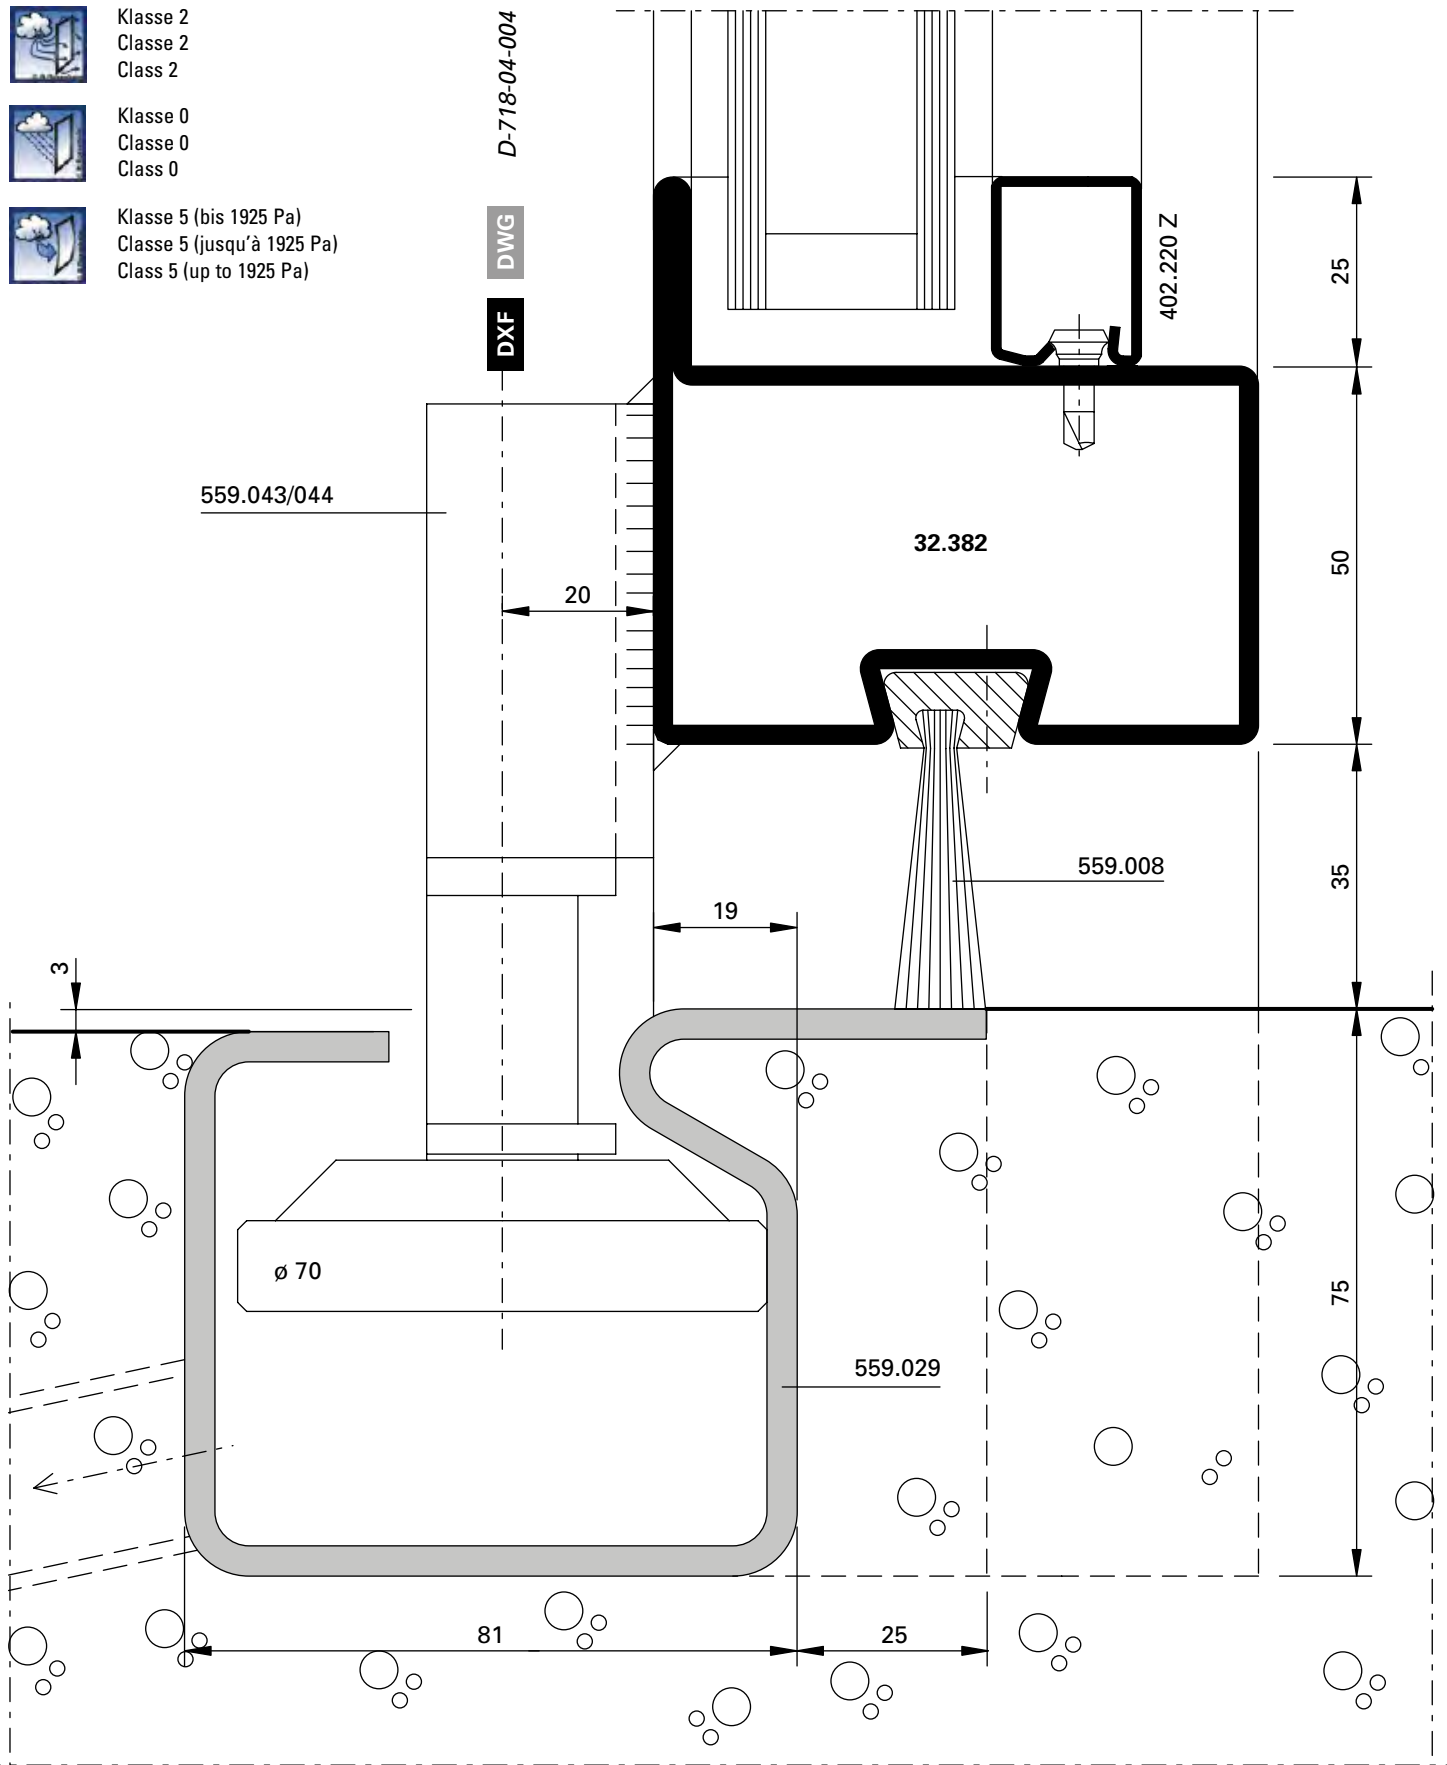 Klasse 2
Classe 2
Class 2
Klasse 0
Classe 0
Class 0
Klasse 5 (bis 1925 Pa)
Classe 5 (jusqu'à 1925 Pa)
Class 5 (up to 1925 Pa)
D-718-04-004
DWG
DXF
402.220 Z
25
559.043/044
32.382
50
20
559.008
35
19
3
ø 70
75
559.029
81
25